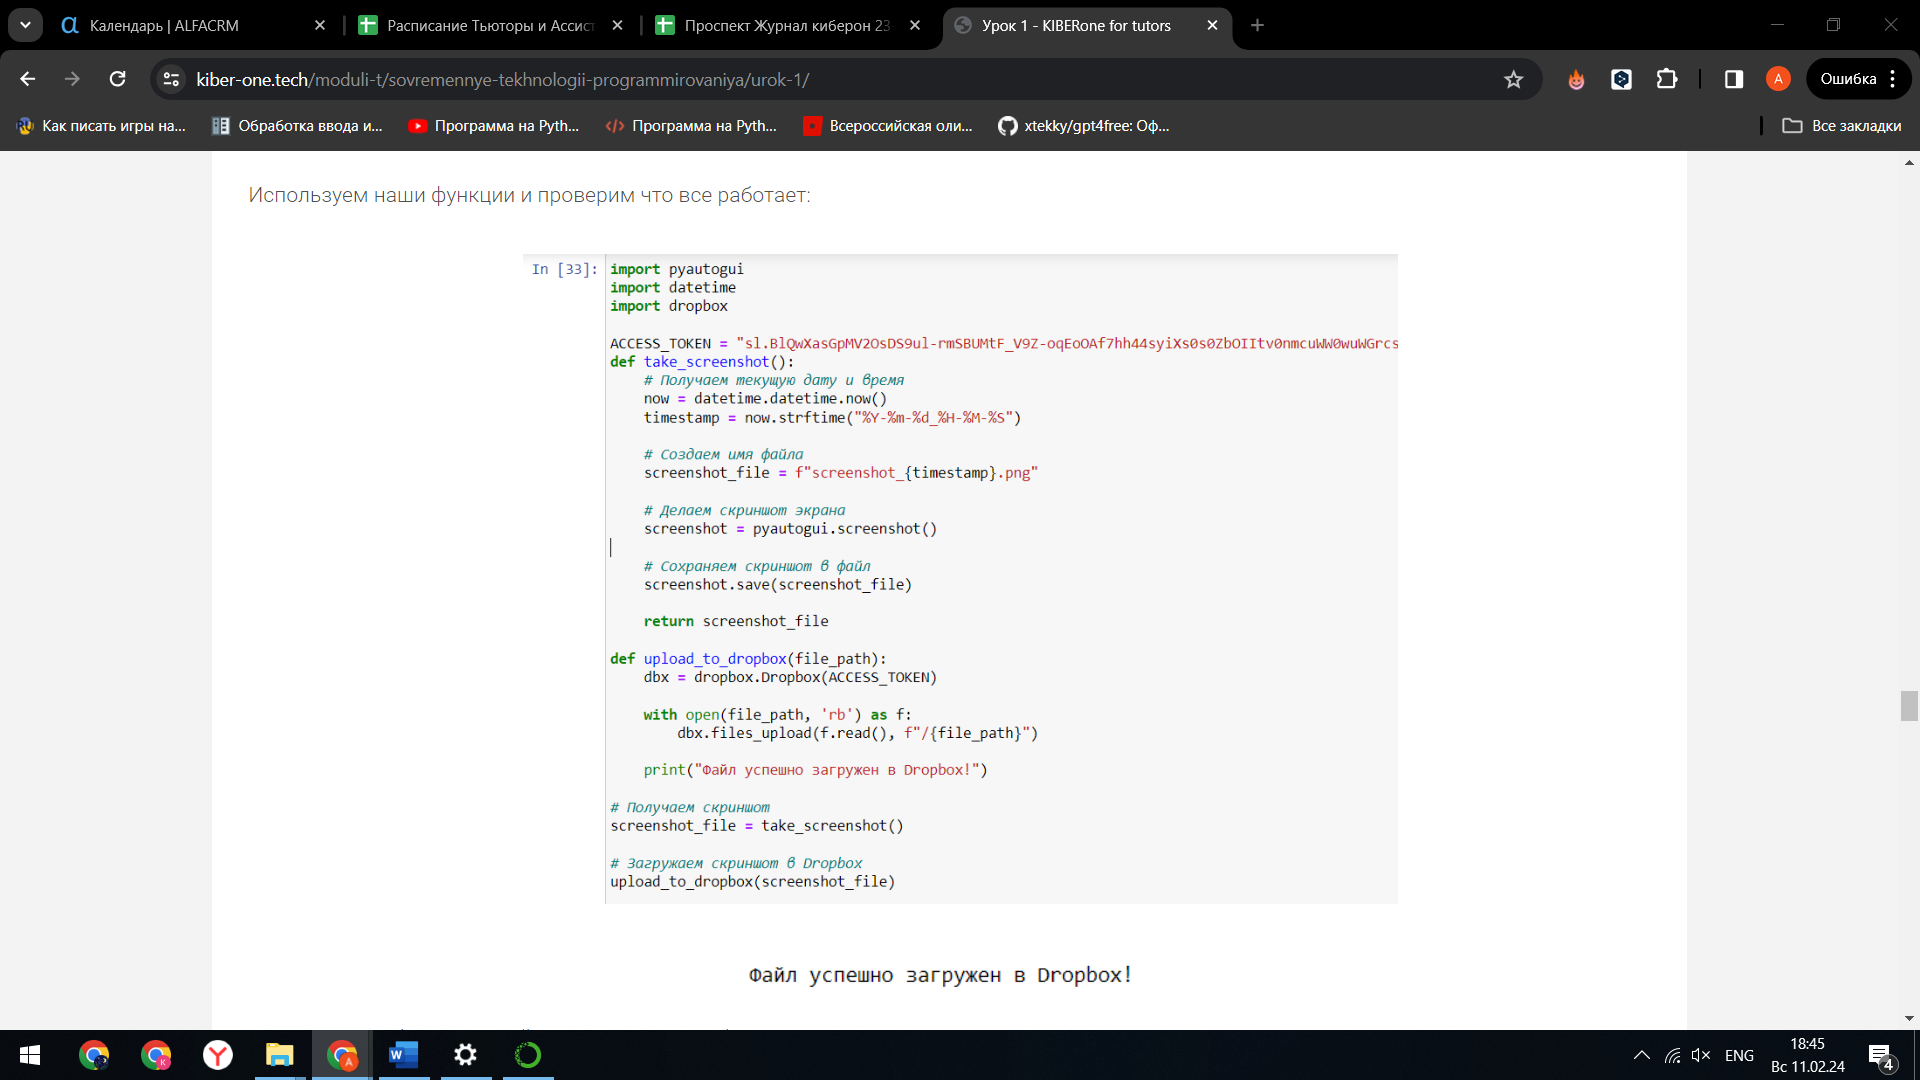 Календарь | ALFACRM
Расписание Тьюторы и Ассист
Проспект Журнал киберон 23
Урок 1 - KIBERone for tutors
kiber-one.tech/moduli-t/sovremennye-tekhnologii-programmirovaniya/urok-1/
А
Ошибка
Как писать игры на...
Обработка ввода и...
Программа на Pyth...
Программа на Pyth...
Всероссийская оли...
xtekky/gpt4free: Оф...
Все закладки
Используем наши функции и проверим что все работает:
In [33]:
import pyautogui
import datetime
import dropbox
ACCESS_TOKEN = "sl.BlQwXasGpMV2OsDS9ul-rmSBUMtF_V9Z-oqEoOAf7hh44syiXs0s0ZbOIItv0nmcuWW0wuWGrcs
def take_screenshot():
# Получаем текущую дату и время
now = datetime.datetime.now()
timestamp = now.strftime("%Y-%m-%d_%H-%M-%S")
# Создаем имя файла
screenshot_file = f"screenshot_{timestamp}.png"
# Делаем скриншот экрана
screenshot = pyautogui.screenshot()
# Сохраняем скриншот в файл
screenshot.save(screenshot_file)
return screenshot_file
def upload_to_dropbox(file_path):
dbx = dropbox.Dropbox(ACCESS_TOKEN)
with open(file_path, 'rb') as f:
dbx.files_upload(f.read(), f"/{file_path}")
print("Файл успешно загружен в Dropbox!")
# Получаем скриншот
screenshot_file = take_screenshot()
# Загружаем скриншот в Dropbox
upload_to_dropbox(screenshot_file)
Файл успешно загружен в Dropbox!
ENG
18:45
Вс 11.02.24
4